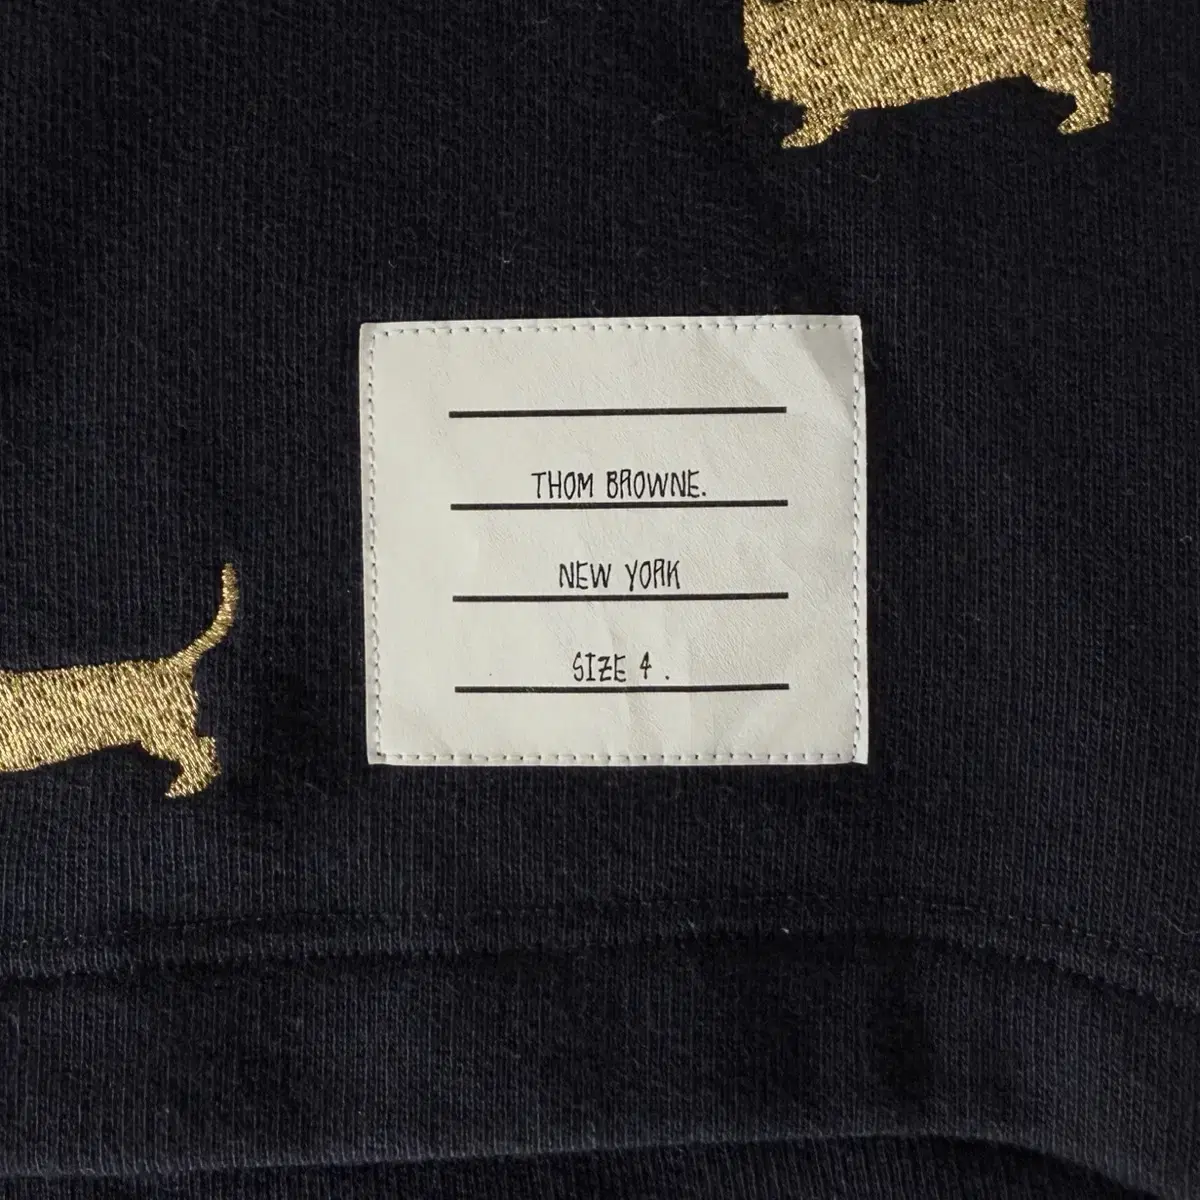 THOM BROWNE.
NEW YORK
SIZE 4 .